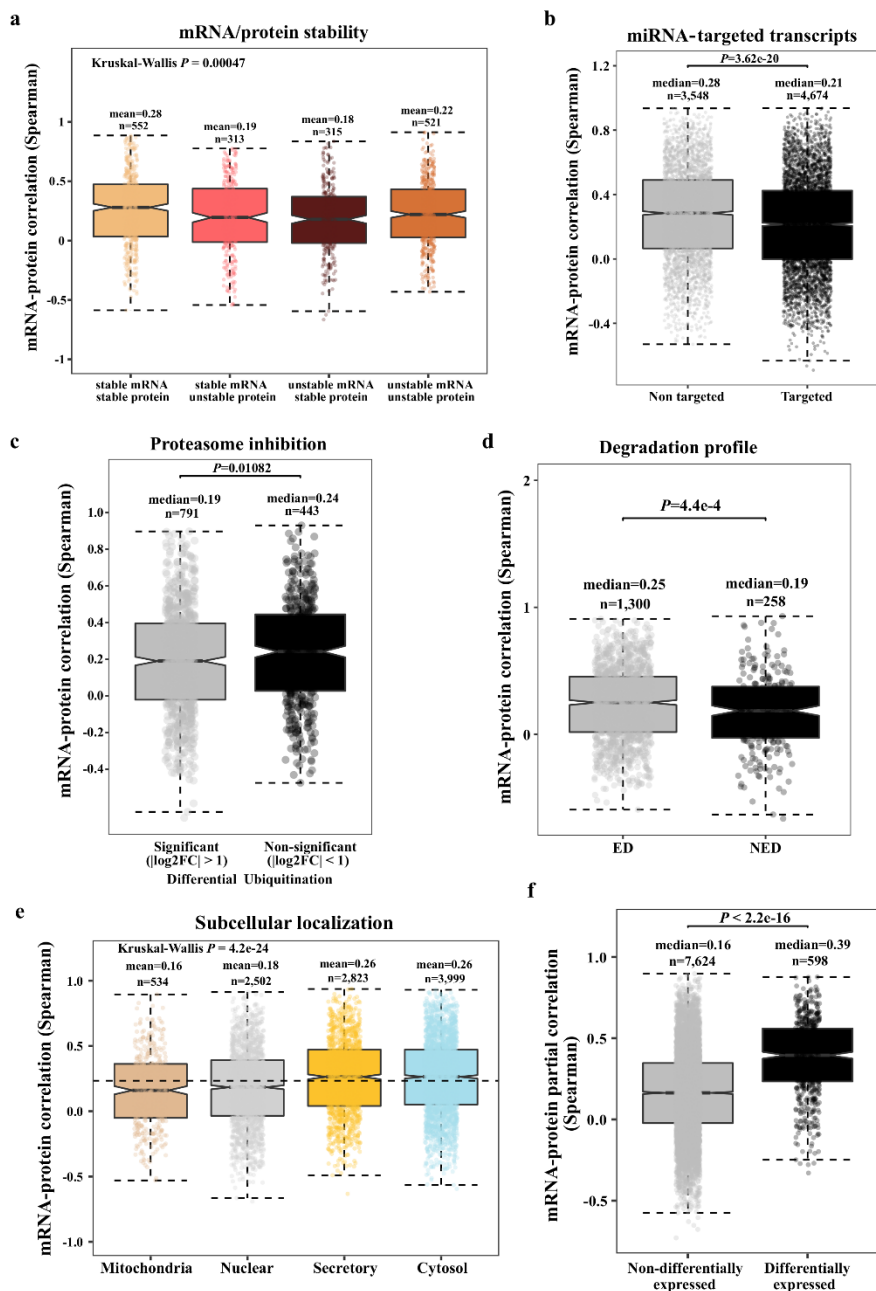 a
mRNA/protein stability
Kruskal-Wallis P = 0.00047
mean=0.28
n=552
mean=0.19
n=313
mean=0.18
n=315
mean=0.22
n=521
mRNA-protein correlation (Spearman)
1
0.5
0
-0.5
-1
stable mRNA
stable protein
stable mRNA
unstable protein
unstable mRNA
stable protein
unstable mRNA
unstable protein
b
miRNA-targeted transcripts
P=3.62e-20
median=0.28
n=3,548
median=0.21
n=4,674
mRNA-protein correlation (Spearman)
1.2
0.8
0.4
0.0
-0.4
Non targeted
Targeted
c
Proteasome inhibition
P=0.01082
median=0.19
n=791
median=0.24
n=443
mRNA-protein correlation (Spearman)
1.0
0.8
0.6
0.4
0.2
0.0
-0.2
-0.4
Significant
(|log2FC| > 1)
Non-significant
(|log2FC| < 1)
Differential Ubiquitination
d
Degradation profile
P=4.4e-4
median=0.25
n=1,300
median=0.19
n=258
mRNA-protein correlation (Spearman)
2
1
0
ED
NED
e
Subcellular localization
Kruskal-Wallis P = 4.2e-24
mean=0.16
n=534
mean=0.18
n=2,502
mean=0.26
n=2,823
mean=0.26
n=3,999
mRNA-protein correlation (Spearman)
1.0
0.5
0.0
-0.5
-1.0
Mitochondria
Nuclear
Secretory
Cytosol
f
P < 2.2e-16
median=0.16
n=7,624
median=0.39
n=598
mRNA-protein partial correlation
(Spearman)
1.0
0.5
0.0
-0.5
Non-differentially
expressed
Differentially
expressed